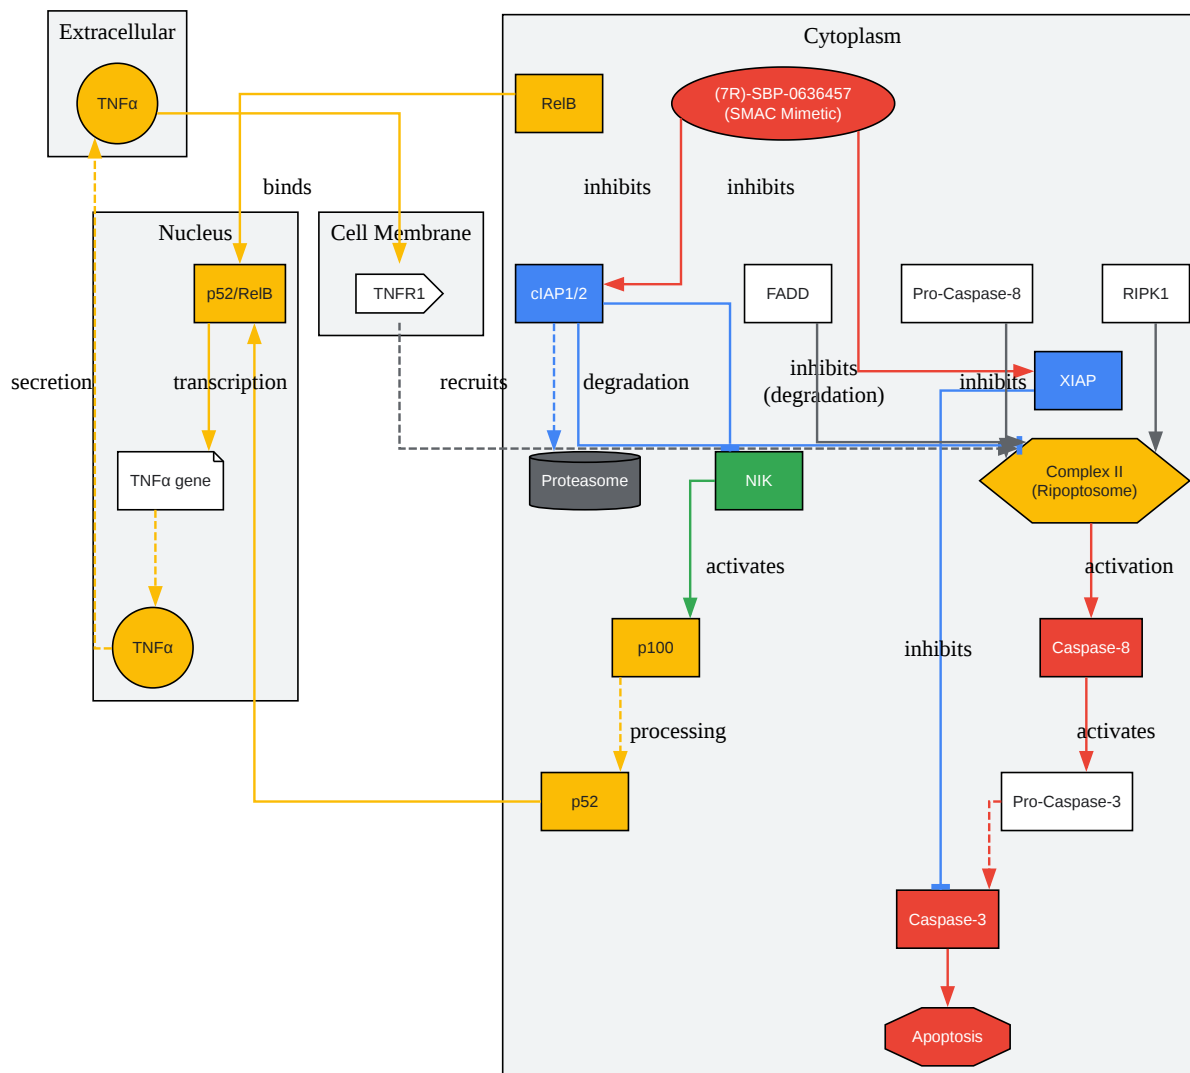 Extracellular
Cytoplasm
TNFα
RelB
(7R)-SBP-0636457
(SMAC Mimetic)
binds
inhibits
inhibits
Nucleus
Cell Membrane
p52/RelB
TNFR1
cIAP1/2
FADD
Pro-Caspase-8
RIPK1
secretion
transcription
recruits
degradation
inhibits
(degradation)
inhibits
XIAP
TNFα gene
Proteasome
NIK
Complex II
(Ripoptosome)
activates
activation
TNFα
p100
inhibits
Caspase-8
processing
activates
p52
Pro-Caspase-3
Caspase-3
Apoptosis